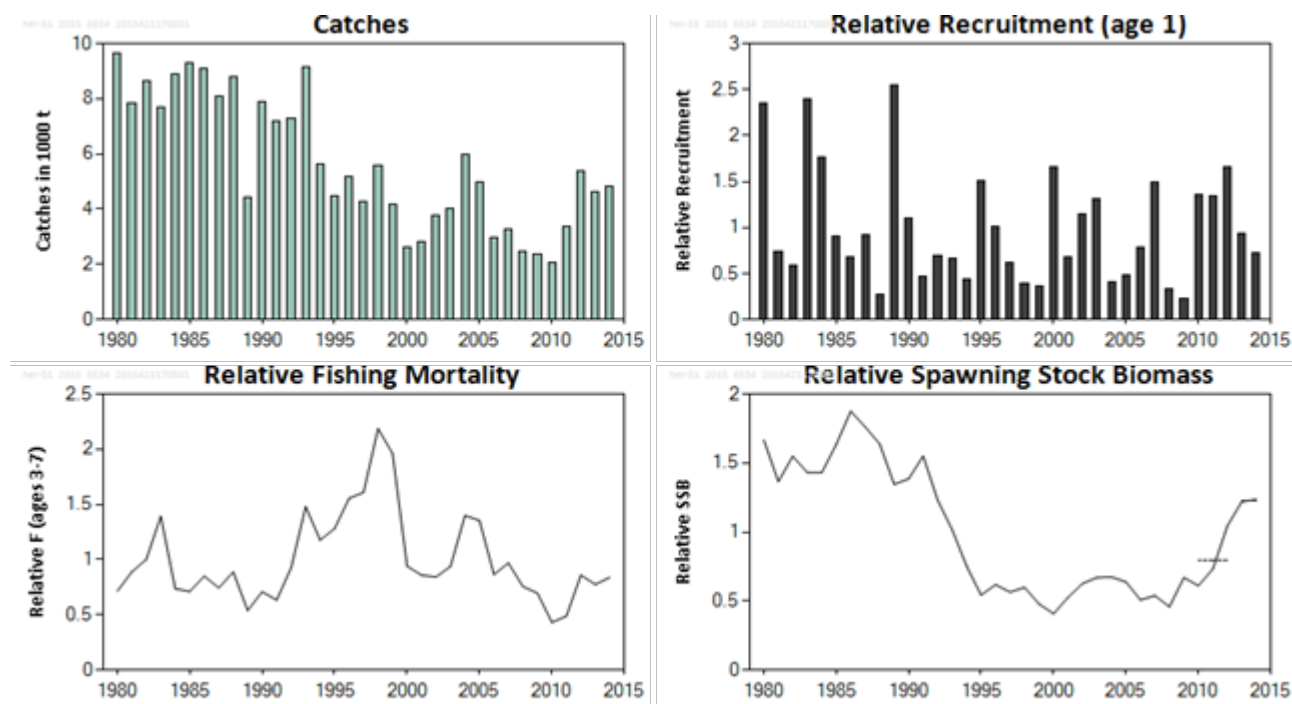 Catches
Catches in 1000 t
10
8
6
4
2
0
1980 1985 1990 1995 2000 2005 2010 2015
Relative Recruitment (age 1)
Relative Recruitment
3
2.5
2
1.5
1
0.5
0
1980 1985 1990 1995 2000 2005 2010 2015
Relative Fishing Mortality
Relative F (ages 3-7)
2.5
2
1.5
1
0.5
0
1980 1985 1990 1995 2000 2005 2010 2015
Relative Spawning Stock Biomass
Relative SSB
2
1.5
1
0.5
0
1980 1985 1990 1995 2000 2005 2010 2015